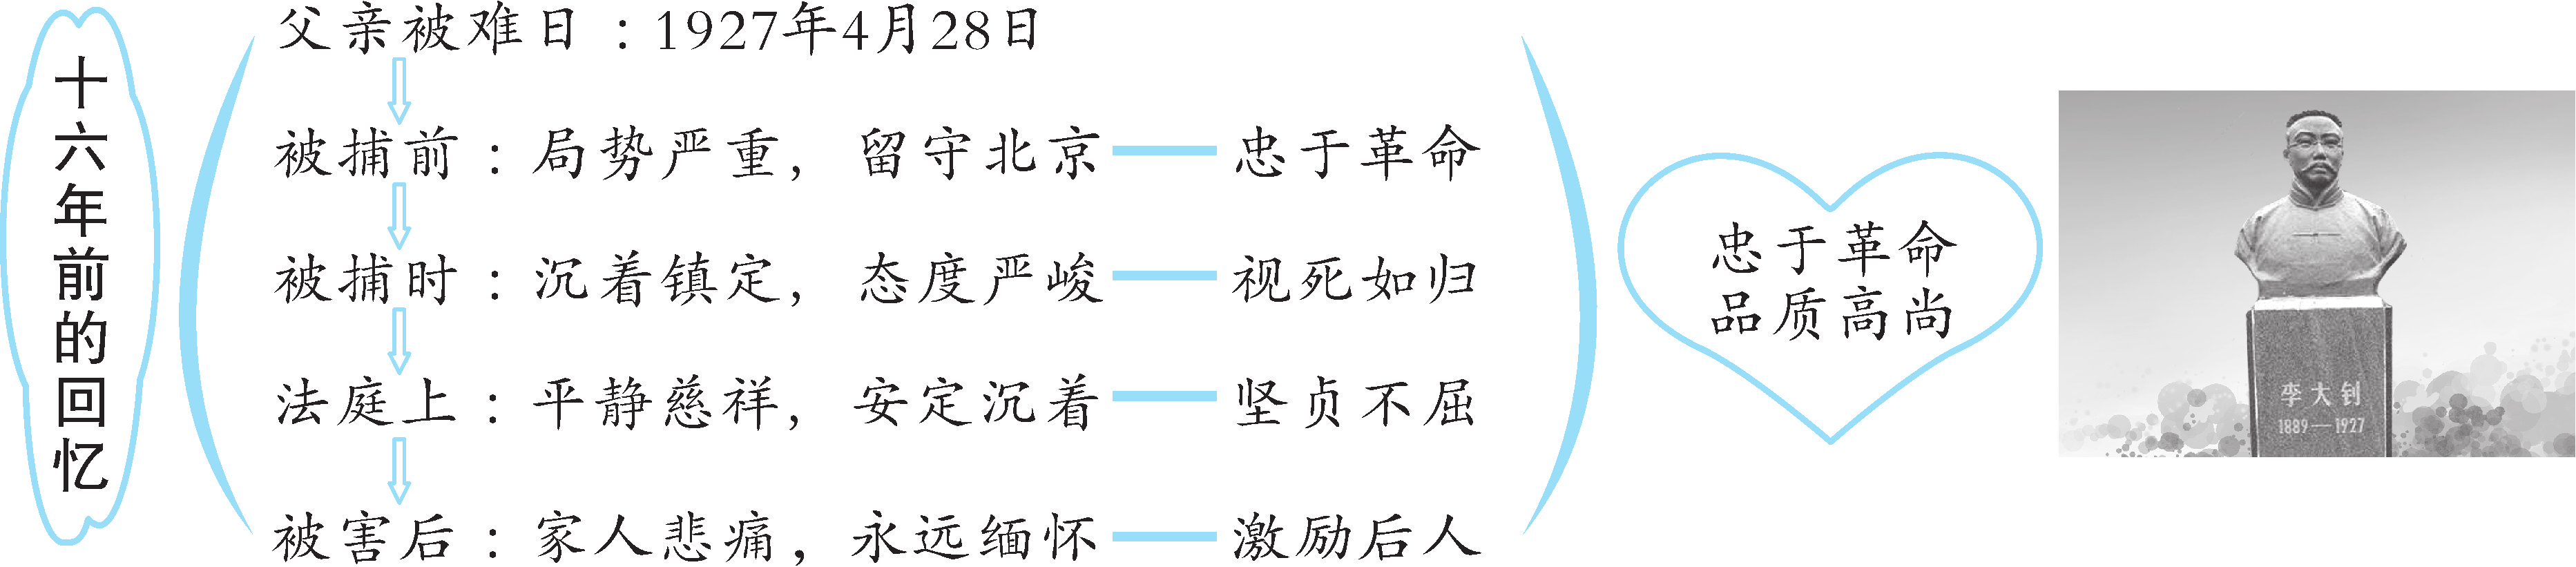 十六年前的回忆
父亲被难日：1927年4月28日
被捕前：局势严重，留守北京 忠于革命
被捕时：沉着镇定，态度严峻 视死如归
法庭上：平静慈祥，安定沉着 坚贞不屈
被害后：家人悲痛，永远缅怀 激励后人
忠于革命
品质高尚
李大钊
1889—1927